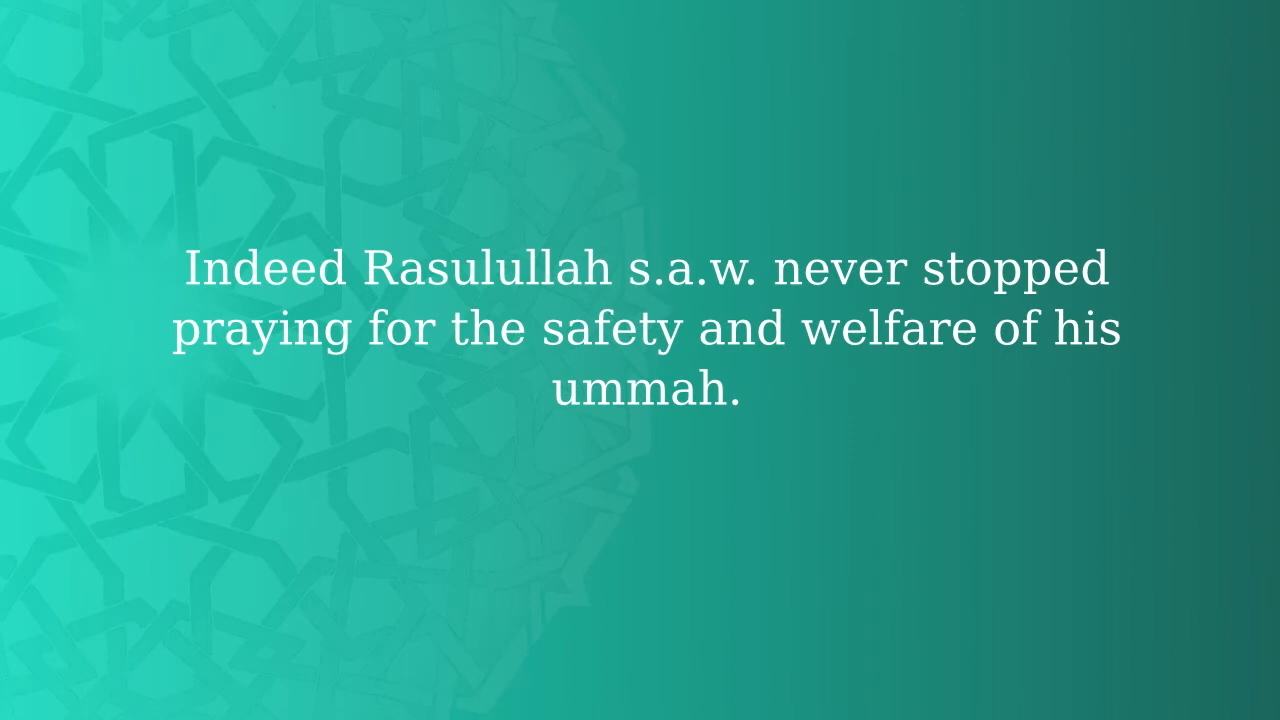 Indeed Rasulullah s.a.w. never stopped
praying for the safety and welfare of his
ummah.